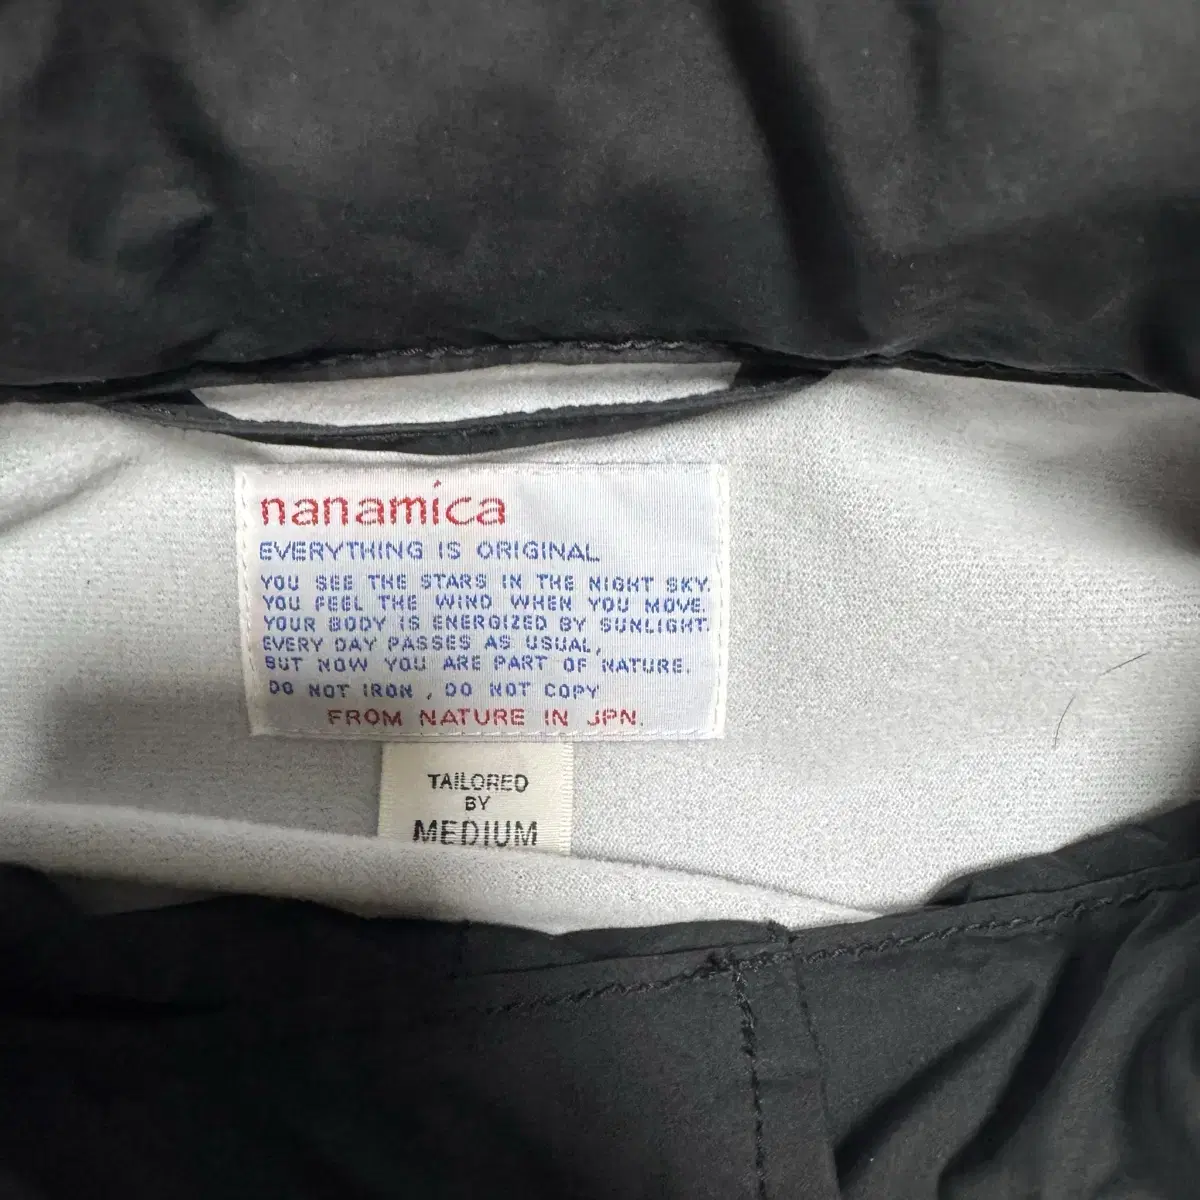 nanamíca
EVERYTHING IS ORIGINAL
YOU SEE THE STARS IN THE NIGHT SKY.
YOU FEEL THE WIND WHEN YOU MOVE.
YOUR BODY IS ENERGIZED BY SUNLIGHT.
EVERY DAY PASSES AS USUAL,
BUT NOW YOU ARE PART OF NATURE.
DO NOT IRON , DO NOT COPY
FROM NATURE IN JPN.
TAILORED
BY
MEDIUM